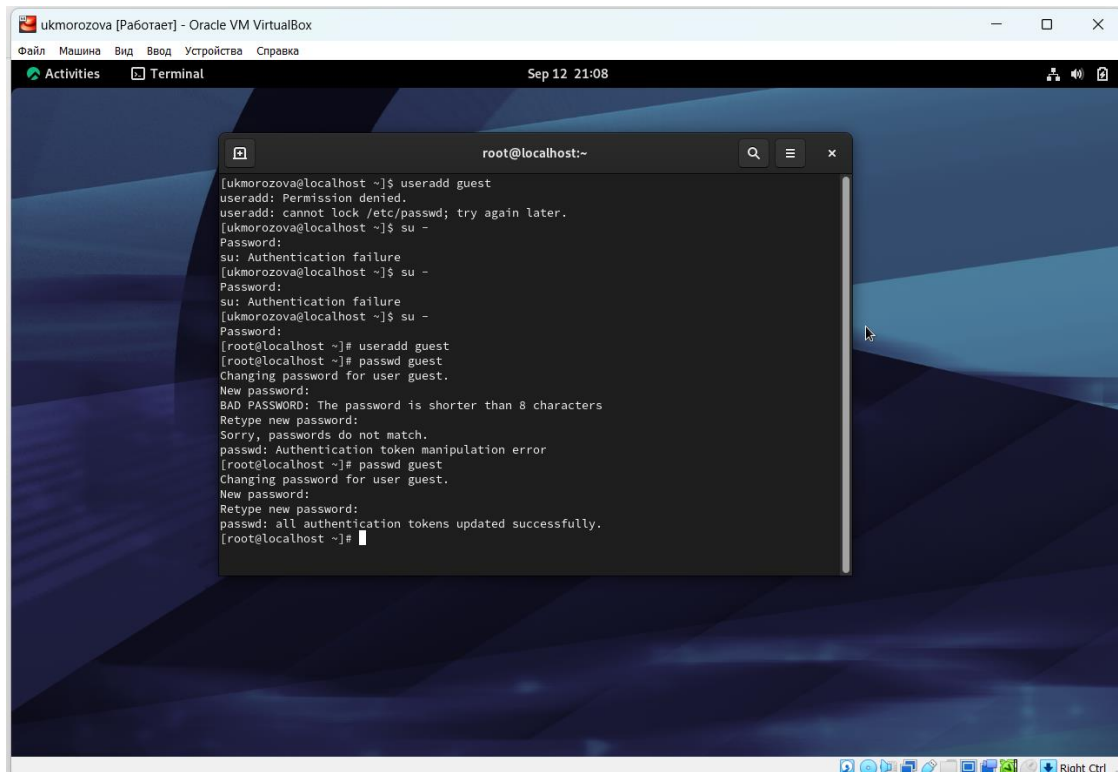 ukmorozova [Работает] - Oracle VM VirtualBox
Файл Машина Вид Ввод Устройства Справка
Activities Terminal Sep 12 21:08
root@localhost:~
[ukmorozova@localhost ~]$ useradd guest
useradd: Permission denied.
useradd: cannot lock /etc/passwd; try again later.
[ukmorozova@localhost ~]$ su -
Password:
su: Authentication failure
[ukmorozova@localhost ~]$ su -
Password:
su: Authentication failure
[ukmorozova@localhost ~]$ su -
Password:
[root@localhost ~]# useradd guest
[root@localhost ~]# passwd guest
Changing password for user guest.
New password:
BAD PASSWORD: The password is shorter than 8 characters
Retype new password:
Sorry, passwords do not match.
passwd: Authentication token manipulation error
[root@localhost ~]# passwd guest
Changing password for user guest.
New password:
Retype new password:
passwd: all authentication tokens updated successfully.
[root@localhost ~]#
Right Ctrl